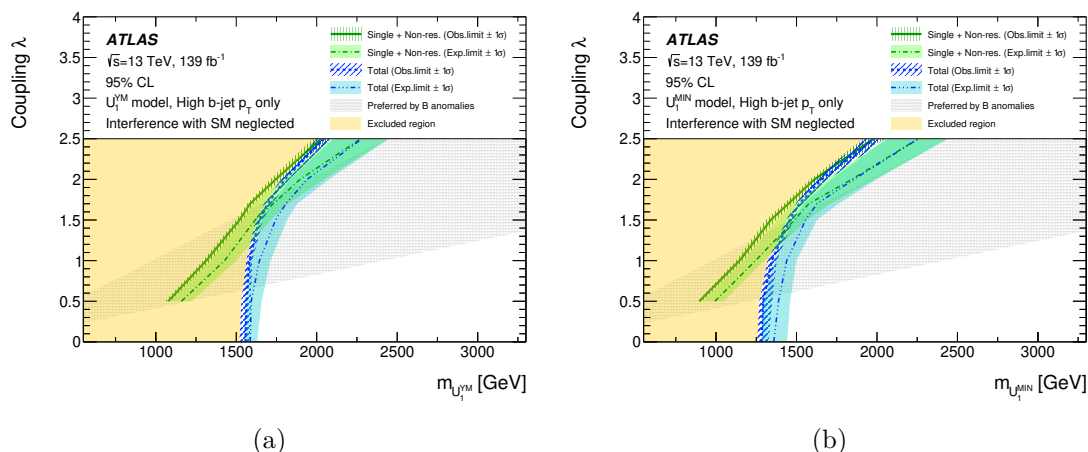 Coupling λ
4
3.5
3
2.5
2
1.5
1
0.5
0
ATLAS
√s=13 TeV, 139 fb⁻¹
95% CL
U₁^YM model, High b-jet p_T only
Interference with SM neglected
Single + Non-res. (Obs.limit ± 1σ)
Single + Non-res. (Exp.limit ± 1σ)
Total (Obs.limit ± 1σ)
Total (Exp.limit ± 1σ)
Preferred by B anomalies
Excluded region
1000 1500 2000 2500 3000
m_U₁^YM [GeV]
(a)
Coupling λ
4
3.5
3
2.5
2
1.5
1
0.5
0
ATLAS
√s=13 TeV, 139 fb⁻¹
95% CL
U₁^MIN model, High b-jet p_T only
Interference with SM neglected
Single + Non-res. (Obs.limit ± 1σ)
Single + Non-res. (Exp.limit ± 1σ)
Total (Obs.limit ± 1σ)
Total (Exp.limit ± 1σ)
Preferred by B anomalies
Excluded region
1000 1500 2000 2500 3000
m_U₁^MIN [GeV]
(b)